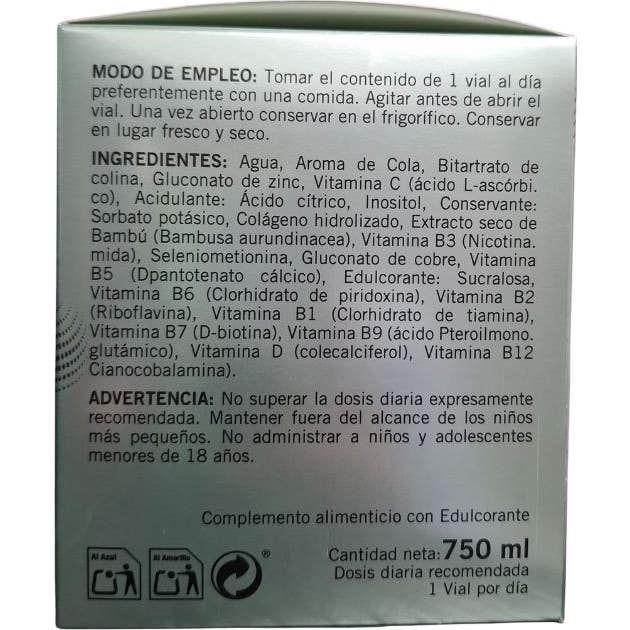 MODO DE EMPLEO: Tomar el contenido de 1 vial al día
preferentemente con una comida. Agitar antes de abrir el
vial. Una vez abierto conservar en el frigorífico. Conservar
en lugar fresco y seco.
INGREDIENTES: Agua, Aroma de Cola, Bitartrato de
colina, Gluconato de zinc, Vitamina C (ácido L-ascórbi.
co), Acidulante: Ácido cítrico, Inositol, Conservante:
Sorbato potásico, Colágeno hidrolizado, Extracto seco de
Bambú (Bambusa aurundinacea), Vitamina B3 (Nicotina.
mida), Seleniometionina, Gluconato de cobre, Vitamina
B5 (Dpantotenato cálcico), Edulcorante: Sucralosa,
Vitamina B6 (Clorhidrato de piridoxina), Vitamina B2
(Riboflavina), Vitamina B1 (Clorhidrato de tiamina),
Vitamina B7 (D-biotina), Vitamina B9 (ácido Pteroilmono.
glutámico), Vitamina D (colecalciferol), Vitamina B12
Cianocobalamina).
ADVERTENCIA: No superar la dosis diaria expresamente
recomendada. Mantener fuera del alcance de los niños
más pequeños. No administrar a niños y adolescentes
menores de 18 años.
Complemento alimenticio con Edulcorante
Al Azul Al Amarillo ® Cantidad neta: 750 ml
Dosis diaria recomendada
1 Vial por día